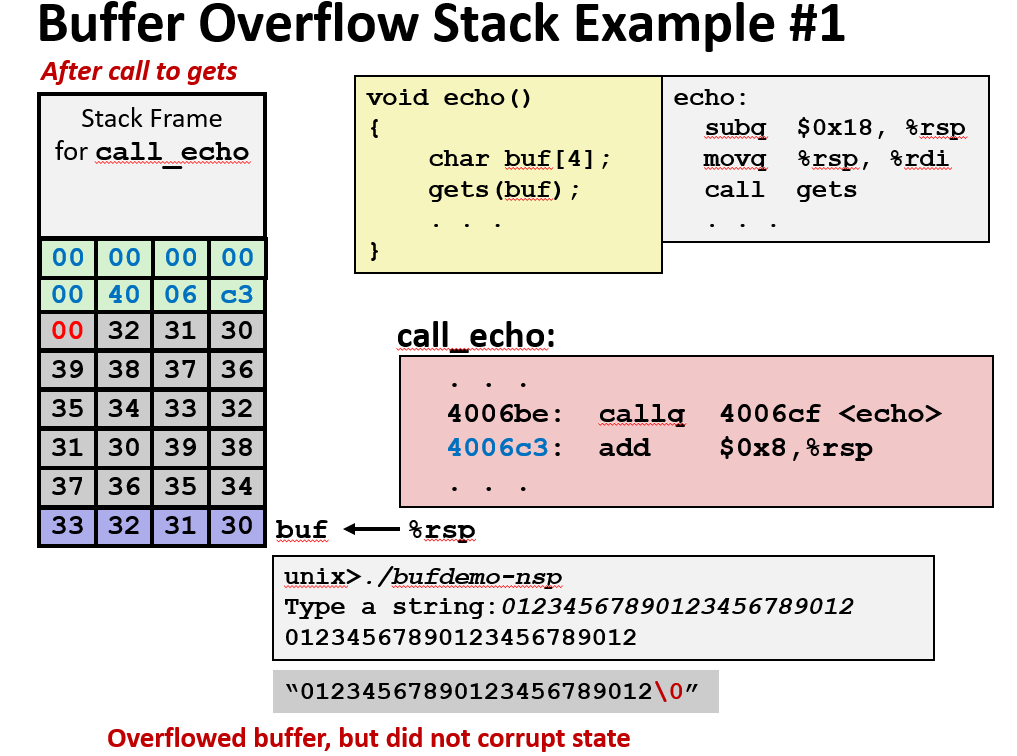 Buffer Overflow Stack Example #1
After call to gets
Stack Frame
for call_echo
00 00 00 00
00 40 06 c3
00 32 31 30
39 38 37 36
35 34 33 32
31 30 39 38
37 36 35 34
33 32 31 30
buf %rsp
void echo()
{
char buf[4];
gets(buf);
. . .
}
echo:
subq $0x18, %rsp
movq %rsp, %rdi
call gets
. . .
call_echo:
. . .
4006be: callq 4006cf <echo>
4006c3: add $0x8,%rsp
. . .
unix>./bufdemo-nsp
Type a string:01234567890123456789012
01234567890123456789012
“01234567890123456789012\0”
Overflowed buffer, but did not corrupt state